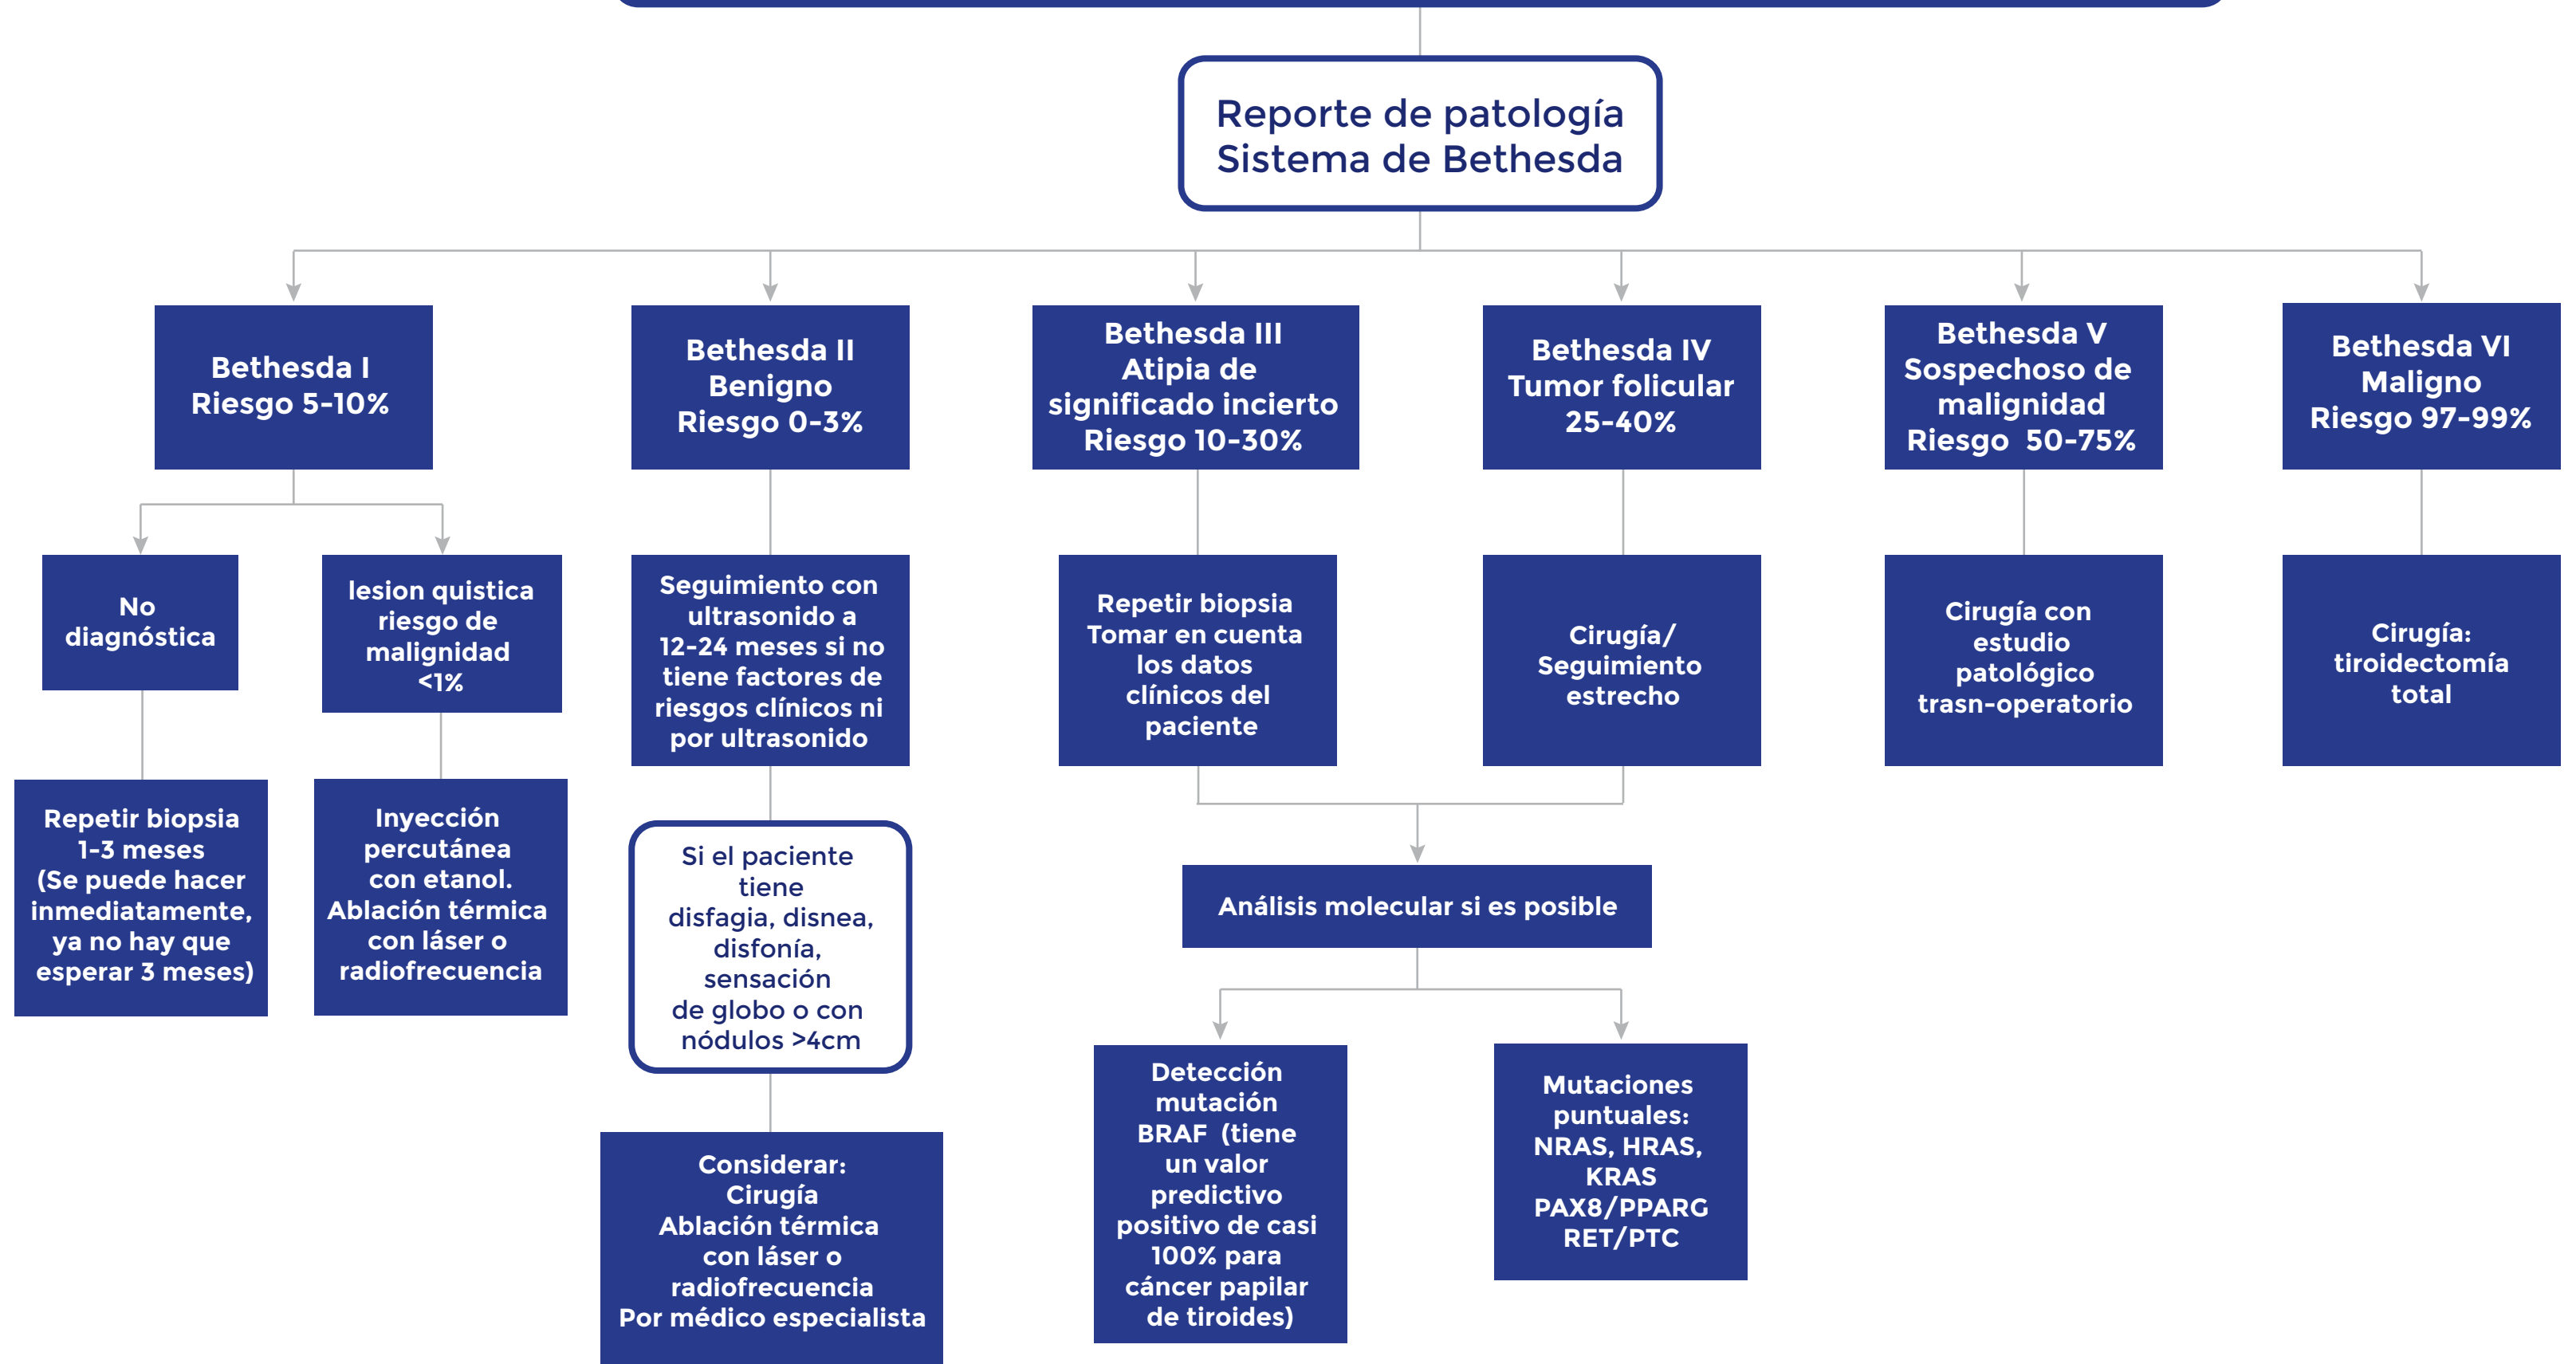 Reporte de patología
Sistema de Bethesda
Bethesda I
Riesgo 5-10%
Bethesda II
Benigno
Riesgo 0-3%
Bethesda III
Atipia de
significado incierto
Riesgo 10-30%
Bethesda IV
Tumor folicular
25-40%
Bethesda V
Sospechoso de
malignidad
Riesgo 50-75%
Bethesda VI
Maligno
Riesgo 97-99%
No
diagnóstica
lesion quistica
riesgo de
malignidad
<1%
Seguimiento con
ultrasonido a
12-24 meses si no
tiene factores de
riesgos clínicos ni
por ultrasonido
Repetir biopsia
Tomar en cuenta
los datos
clínicos del
paciente
Cirugía/
Seguimiento
estrecho
Cirugía con
estudio
patológico
trasn-operatorio
Cirugía:
tiroidectomía
total
Repetir biopsia
1-3 meses
(Se puede hacer
inmediatamente,
ya no hay que
esperar 3 meses)
Inyección
percutánea
con etanol.
Ablación térmica
con láser o
radiofrecuencia
Si el paciente
tiene
disfagia, disnea,
disfonía,
sensación
de globo o con
nódulos >4cm
Análisis molecular si es posible
Considerar:
Cirugía
Ablación térmica
con láser o
radiofrecuencia
Por médico especialista
Detección
mutación
BRAF (tiene
un valor
predictivo
positivo de casi
100% para
cáncer papilar
de tiroides)
Mutaciones
puntuales:
NRAS, HRAS,
KRAS
PAX8/PPARG
RET/PTC